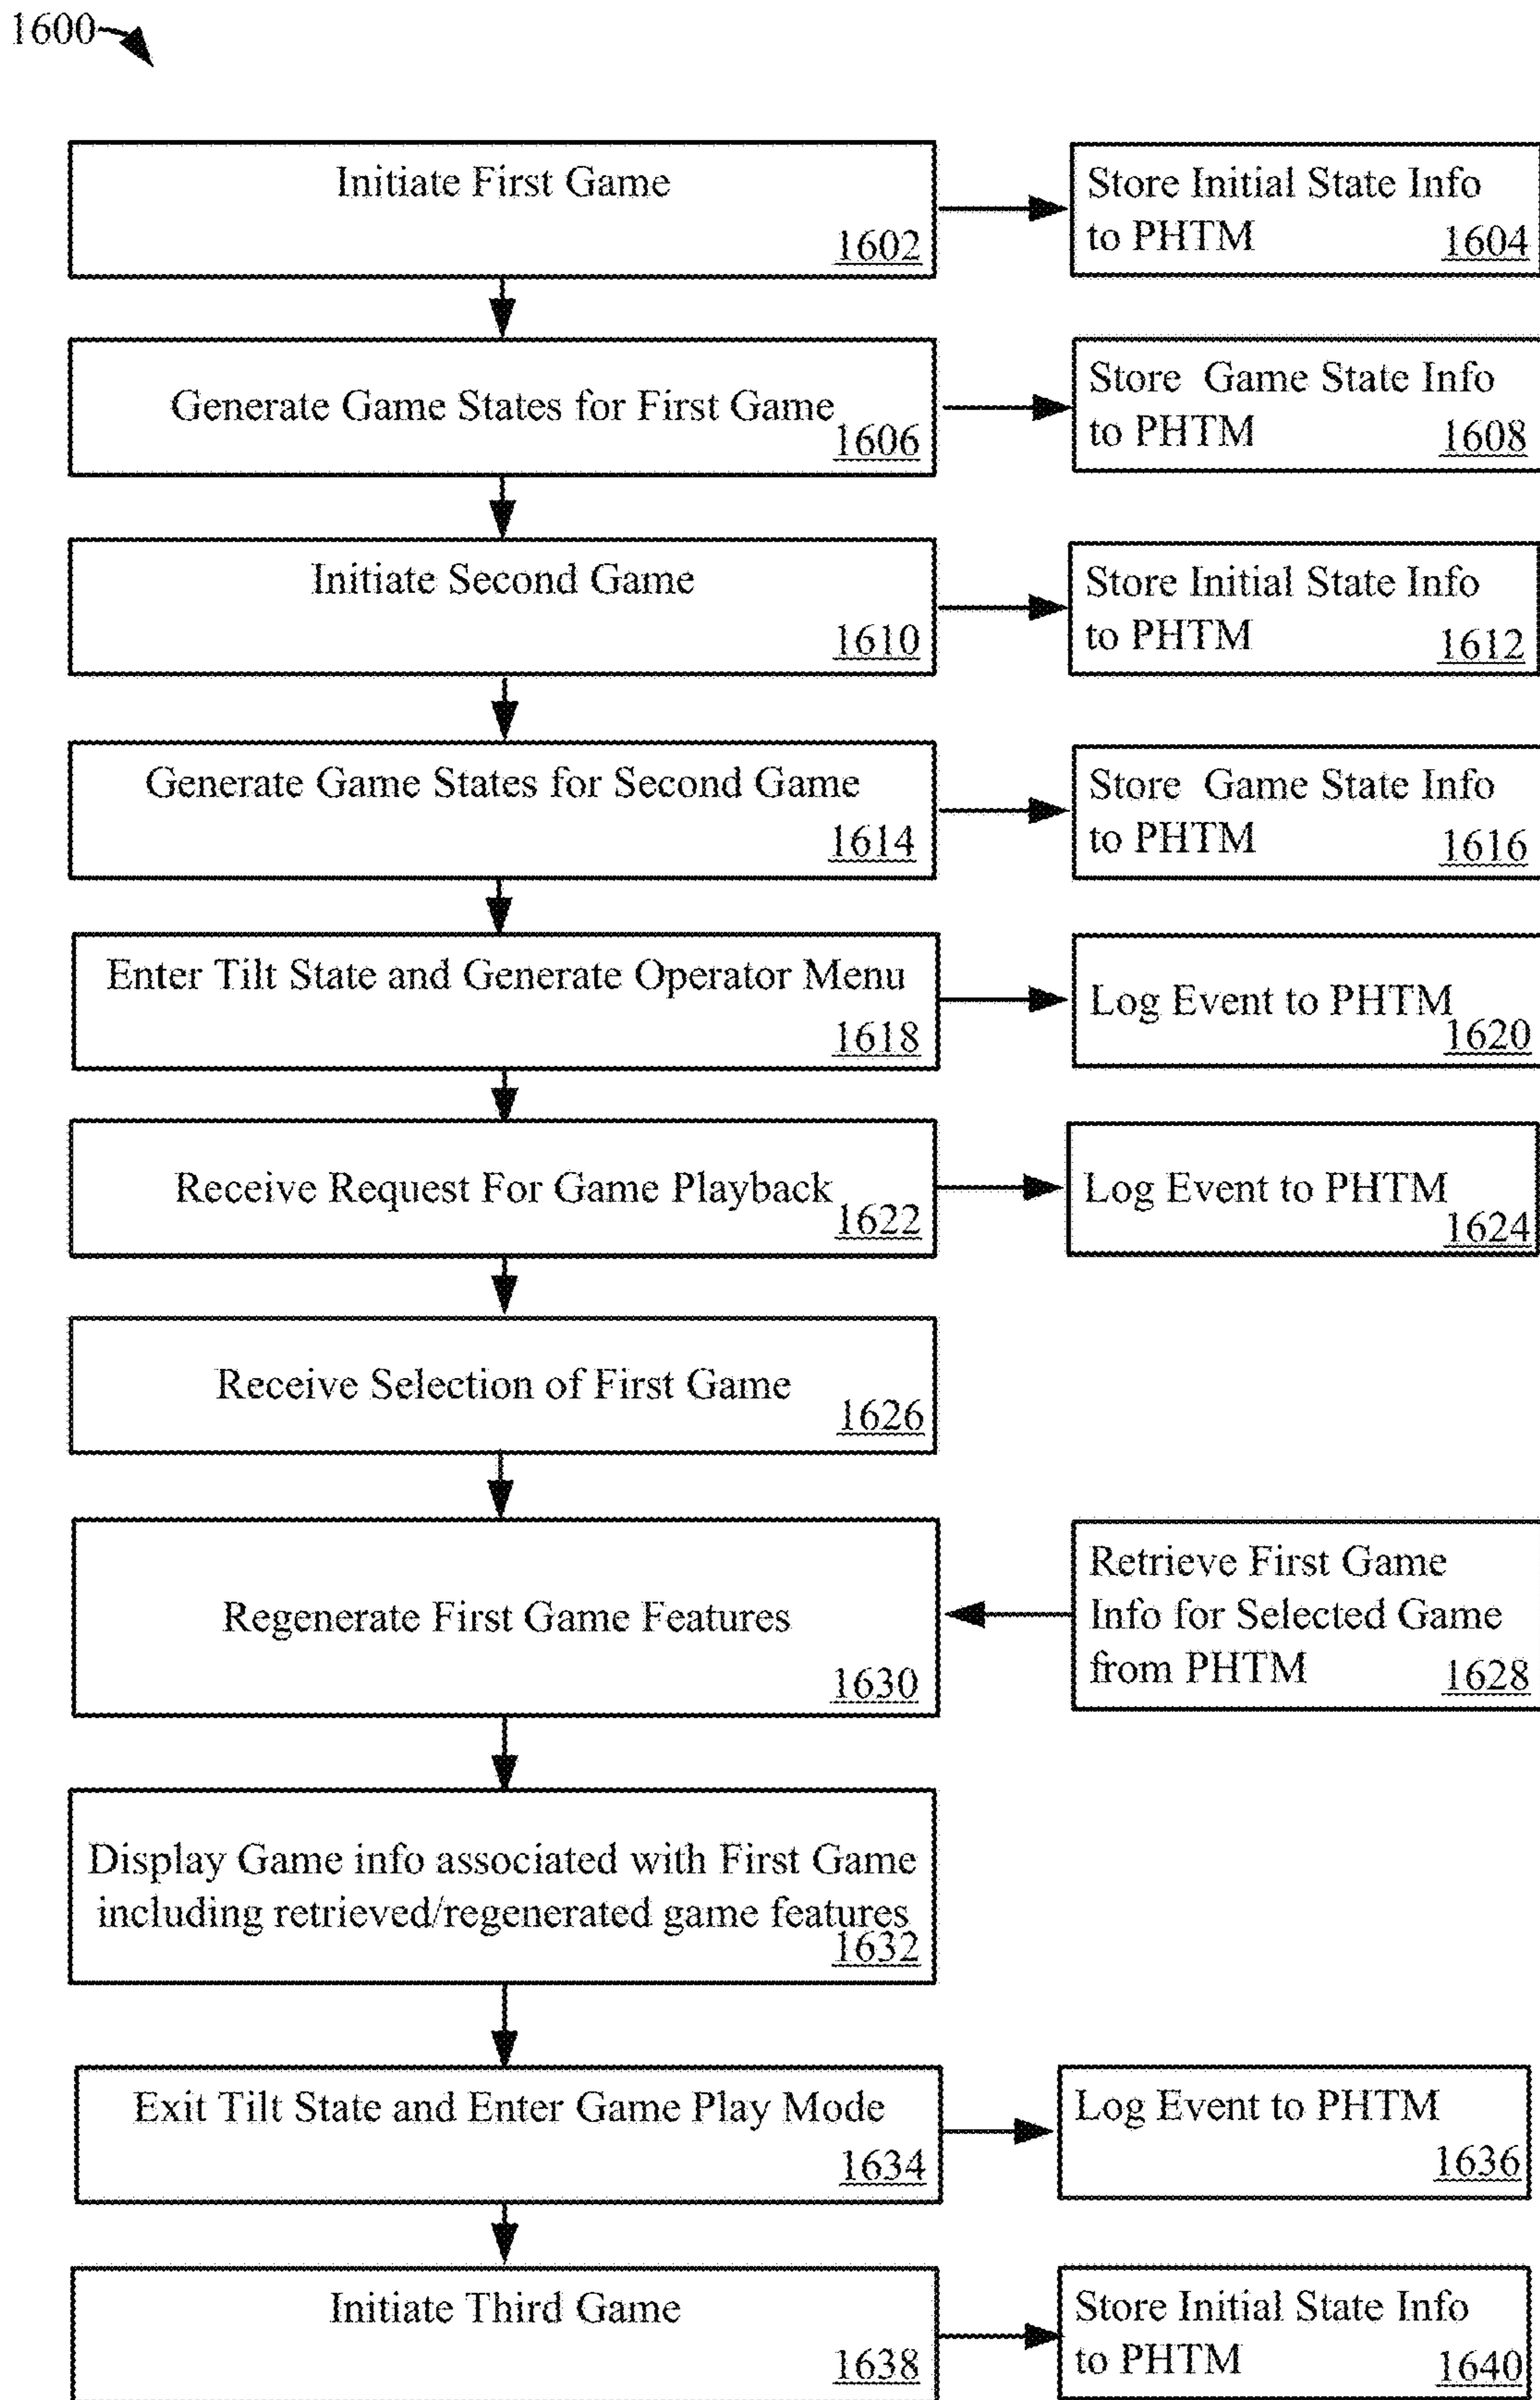 1600
Initiate First Game
1602
Store Initial State Info
to PHTM 1604
Generate Game States for First Game
1606
Store Game State Info
to PHTM 1608
Initiate Second Game
1610
Store Initial State Info
to PHTM 1612
Generate Game States for Second Game
1614
Store Game State Info
to PHTM 1616
Enter Tilt State and Generate Operator Menu
1618
Log Event to PHTM
1620
Receive Request For Game Playback
1622
Log Event to PHTM
1624
Receive Selection of First Game
1626
Regenerate First Game Features
1630
Retrieve First Game
Info for Selected Game
from PHTM 1628
Display Game info associated with First Game
including retrieved/regenerated game features
1632
Exit Tilt State and Enter Game Play Mode
1634
Log Event to PHTM
1636
Initiate Third Game
1638
Store Initial State Info
to PHTM 1640